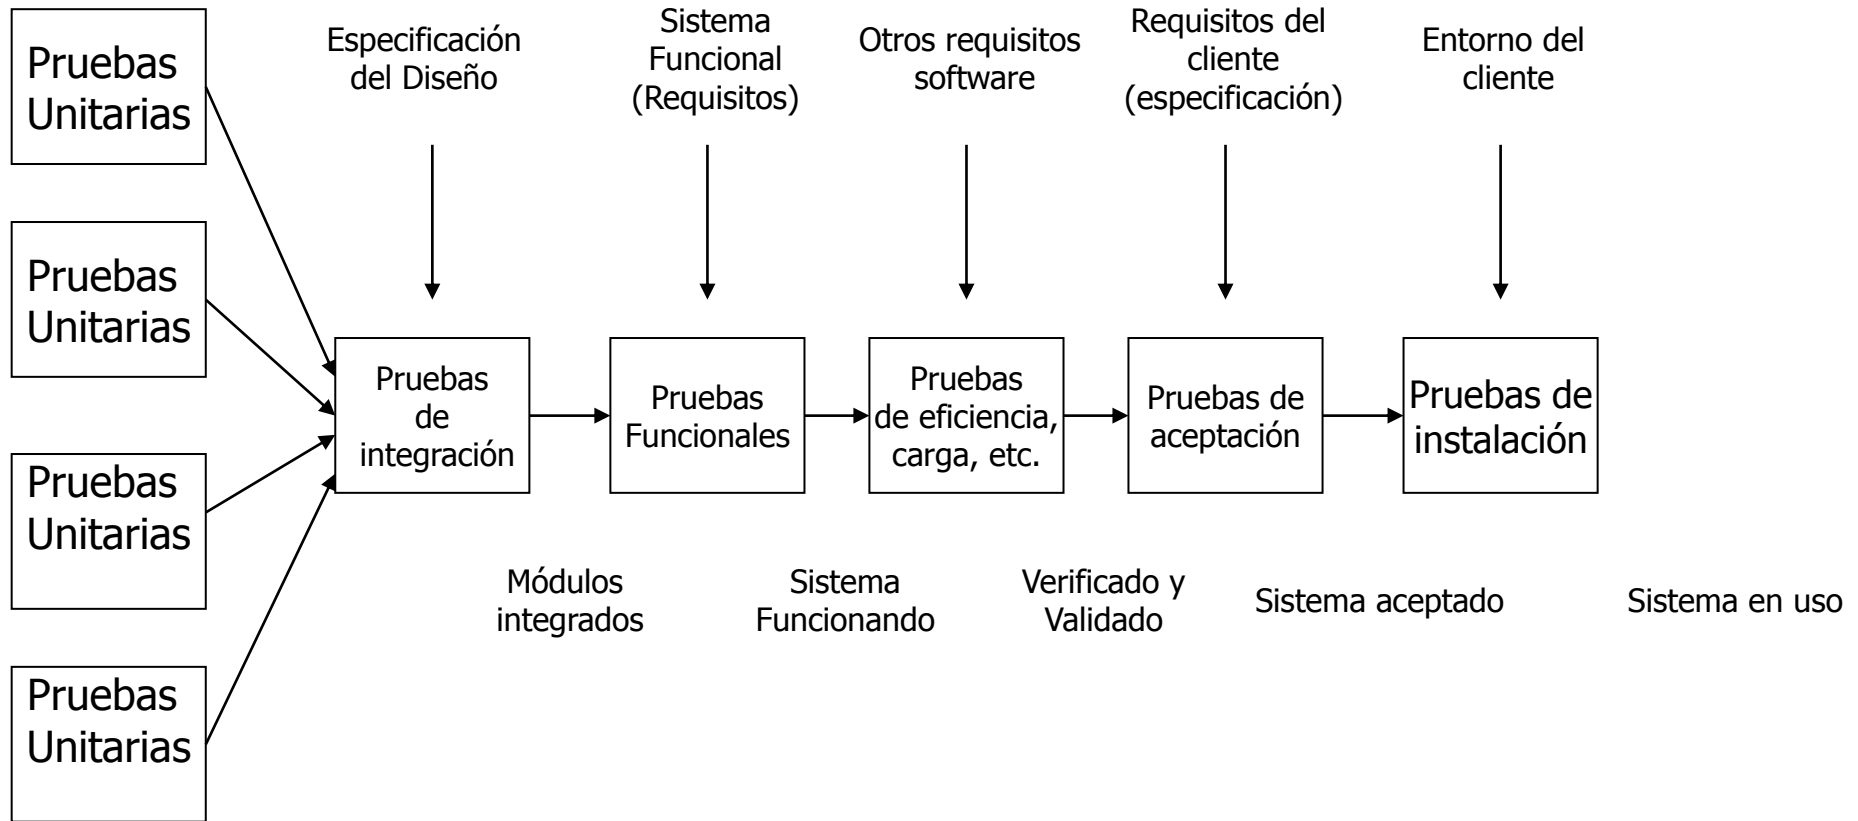 Pruebas
Unitarias
Pruebas
Unitarias
Pruebas
Unitarias
Pruebas
Unitarias
Especificación
del Diseño
Sistema
Funcional
(Requisitos)
Otros requisitos
software
Requisitos del
cliente
(especificación)
Entorno del
cliente
Pruebas
de
integración
Pruebas
Funcionales
Pruebas
de eficiencia,
carga, etc.
Pruebas de
aceptación
Pruebas de
instalación
Módulos
integrados
Sistema
Funcionando
Verificado y
Validado
Sistema aceptado
Sistema en uso